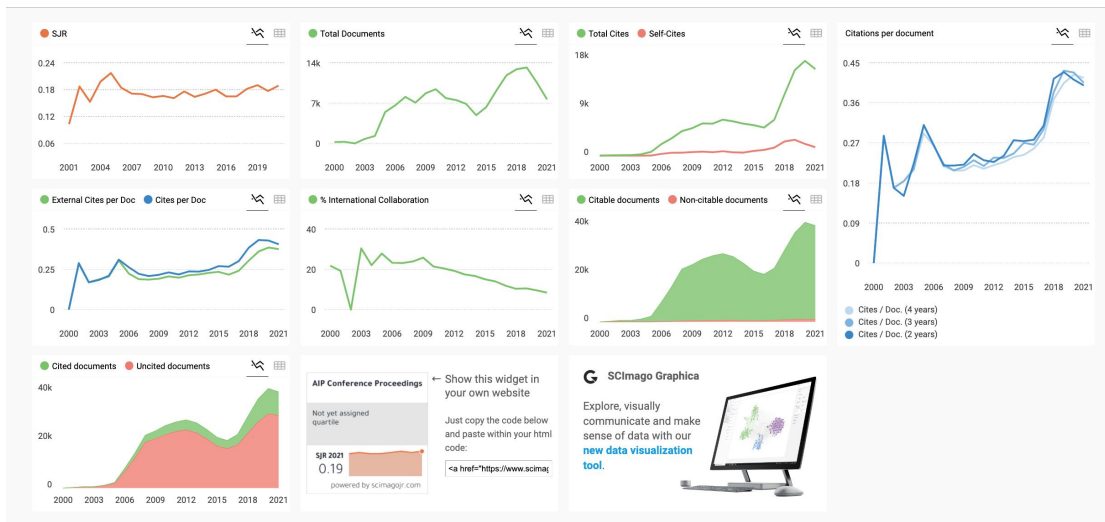 SJR
0.24
0.18
0.12
0.06
2001 2004 2007 2010 2013 2016 2019
Total Documents
14k
7k
0
2000 2003 2006 2009 2012 2015 2018 2021
Total Cites Self-Cites
18k
9k
0
2000 2003 2006 2009 2012 2015 2018 2021
Citations per document
0.45
0.36
0.27
0.18
0.09
0
2000 2003 2006 2009 2012 2015 2018 2021
Cites / Doc. (4 years)
Cites / Doc. (3 years)
Cites / Doc. (2 years)
External Cites per Doc Cites per Doc
0.5
0.25
0
2000 2003 2006 2009 2012 2015 2018 2021
% International Collaboration
40
20
0
2000 2003 2006 2009 2012 2015 2018 2021
Citable documents Non-citable documents
40k
20k
0
2000 2003 2006 2009 2012 2015 2018 2021
Cited documents Uncited documents
40k
20k
0
2000 2003 2006 2009 2012 2015 2018 2021
AIP Conference Proceedings
Not yet assigned
quartile
SJR 2021
0.19
powered by scimagojr.com
← Show this widget in
your own website
Just copy the code below
and paste within your html
code:
<a href="https://www.scimag
G SCImago Graphica
Explore, visually
communicate and make
sense of data with our
new data visualization
tool.